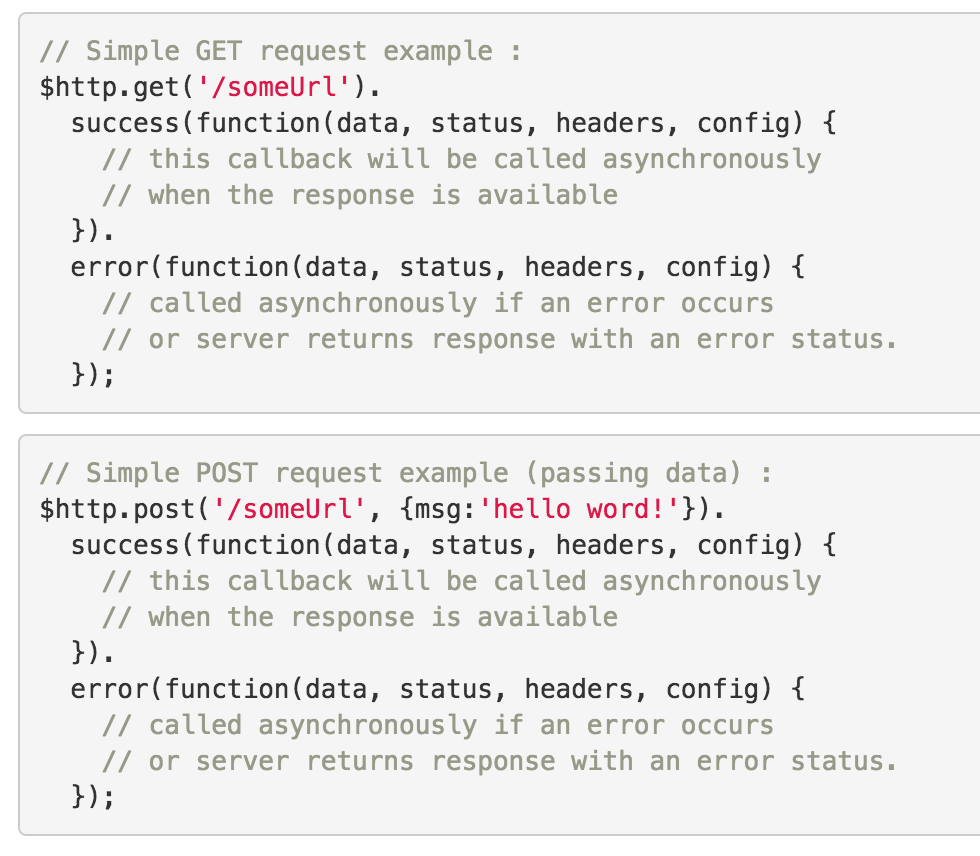 // Simple GET request example :
$http.get('/someUrl').
  success(function(data, status, headers, config) {
    // this callback will be called asynchronously
    // when the response is available
  }).
  error(function(data, status, headers, config) {
    // called asynchronously if an error occurs
    // or server returns response with an error status.
  });
// Simple POST request example (passing data) :
$http.post('/someUrl', {msg:'hello word!'}).
  success(function(data, status, headers, config) {
    // this callback will be called asynchronously
    // when the response is available
  }).
  error(function(data, status, headers, config) {
    // called asynchronously if an error occurs
    // or server returns response with an error status.
  });